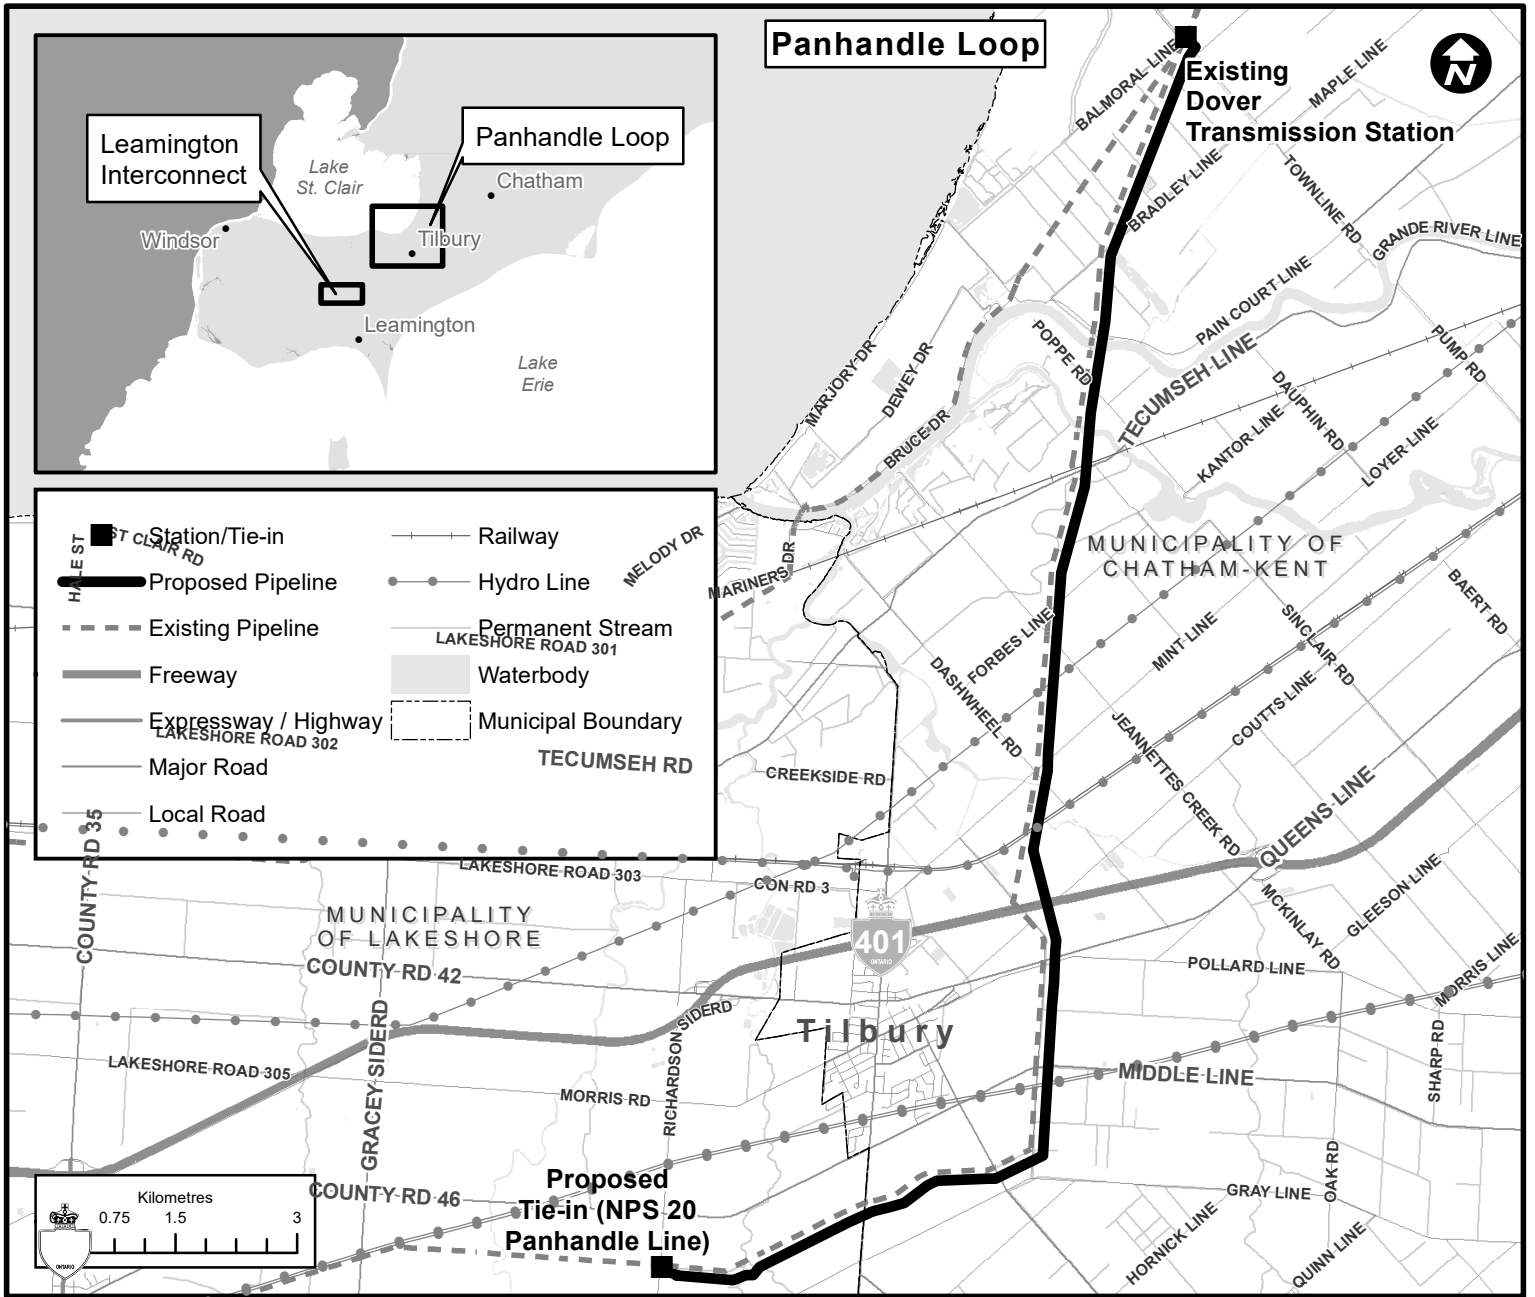 Panhandle Loop
Existing
Dover
Transmission Station
Leamington
Interconnect
Panhandle Loop
Lake
St. Clair
Chatham
Windsor
Tilbury
Leamington
Lake
Erie
BALMORAL LINE
MAPLE LINE
BRADLEY LINE
TOWNLINE RD
GRANDE RIVER LINE
PAIN COURT LINE
POPPE RD
TECUMSEH LINE
PUMP RD
MARJORY DR
DEWEY DR
BRUCE DR
DAUPHIN RD
KANTOR LINE
LOYER LINE
Station/Tie-in
Proposed Pipeline
Existing Pipeline
Freeway
Expressway / Highway
Major Road
Local Road
Railway
Hydro Line
Permanent Stream
Waterbody
Municipal Boundary
HALE ST
ST CLAIR RD
MELODY DR
LAKESHORE ROAD 301
LAKESHORE ROAD 302
TECUMSEH RD
MARINERS DR
MUNICIPALITY OF
CHATHAM-KENT
BAERT RD
SINCLAIR RD
MINT LINE
FORBES LINE
DASHWHEEL RD
COUTTS LINE
JEANNETTES CREEK RD
QUEENS LINE
CREEKSIDE RD
COUNTY RD 35
LAKESHORE ROAD 303
CON RD 3
MUNICIPALITY
OF LAKESHORE
COUNTY RD 42
401
ONTARIO
MCKINLAY RD
GLEESON LINE
POLLARD LINE
MORRIS LINE
Tilbury
RICHARDSON SIDERD
GRACEY SIDERD
LAKESHORE ROAD 305
MORRIS RD
MIDDLE LINE
SHARP RD
OAK RD
GRAY LINE
HORNICK LINE
QUINN LINE
COUNTY RD 46
Proposed
Tie-in (NPS 20
Panhandle Line)
Kilometres
0.75 1.5 3
ONTARIO
N